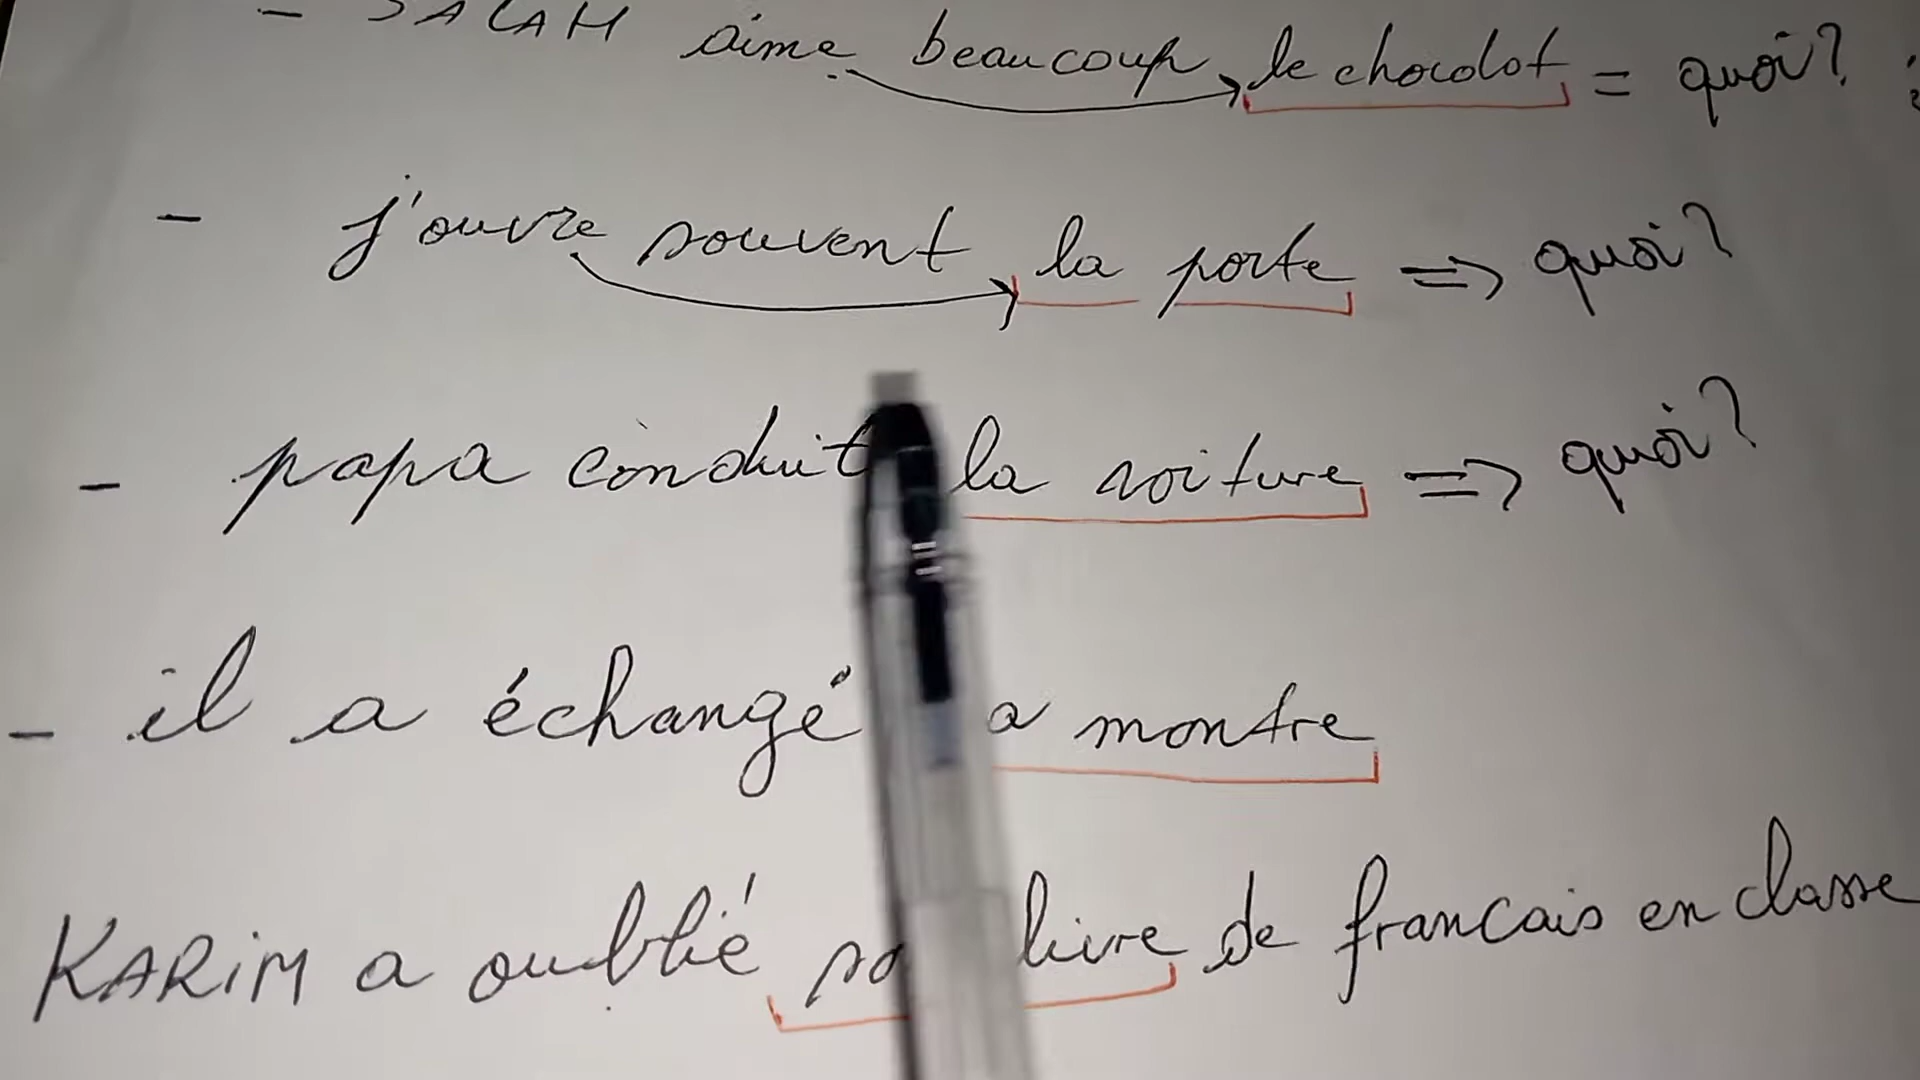 - SALAH aime beaucoup le chocolat = quoi?
- j'ouvre souvent la porte => quoi?
- papa conduit la voiture => quoi?
- il a échangé montre
KARIM a oublié livre de francais en classe